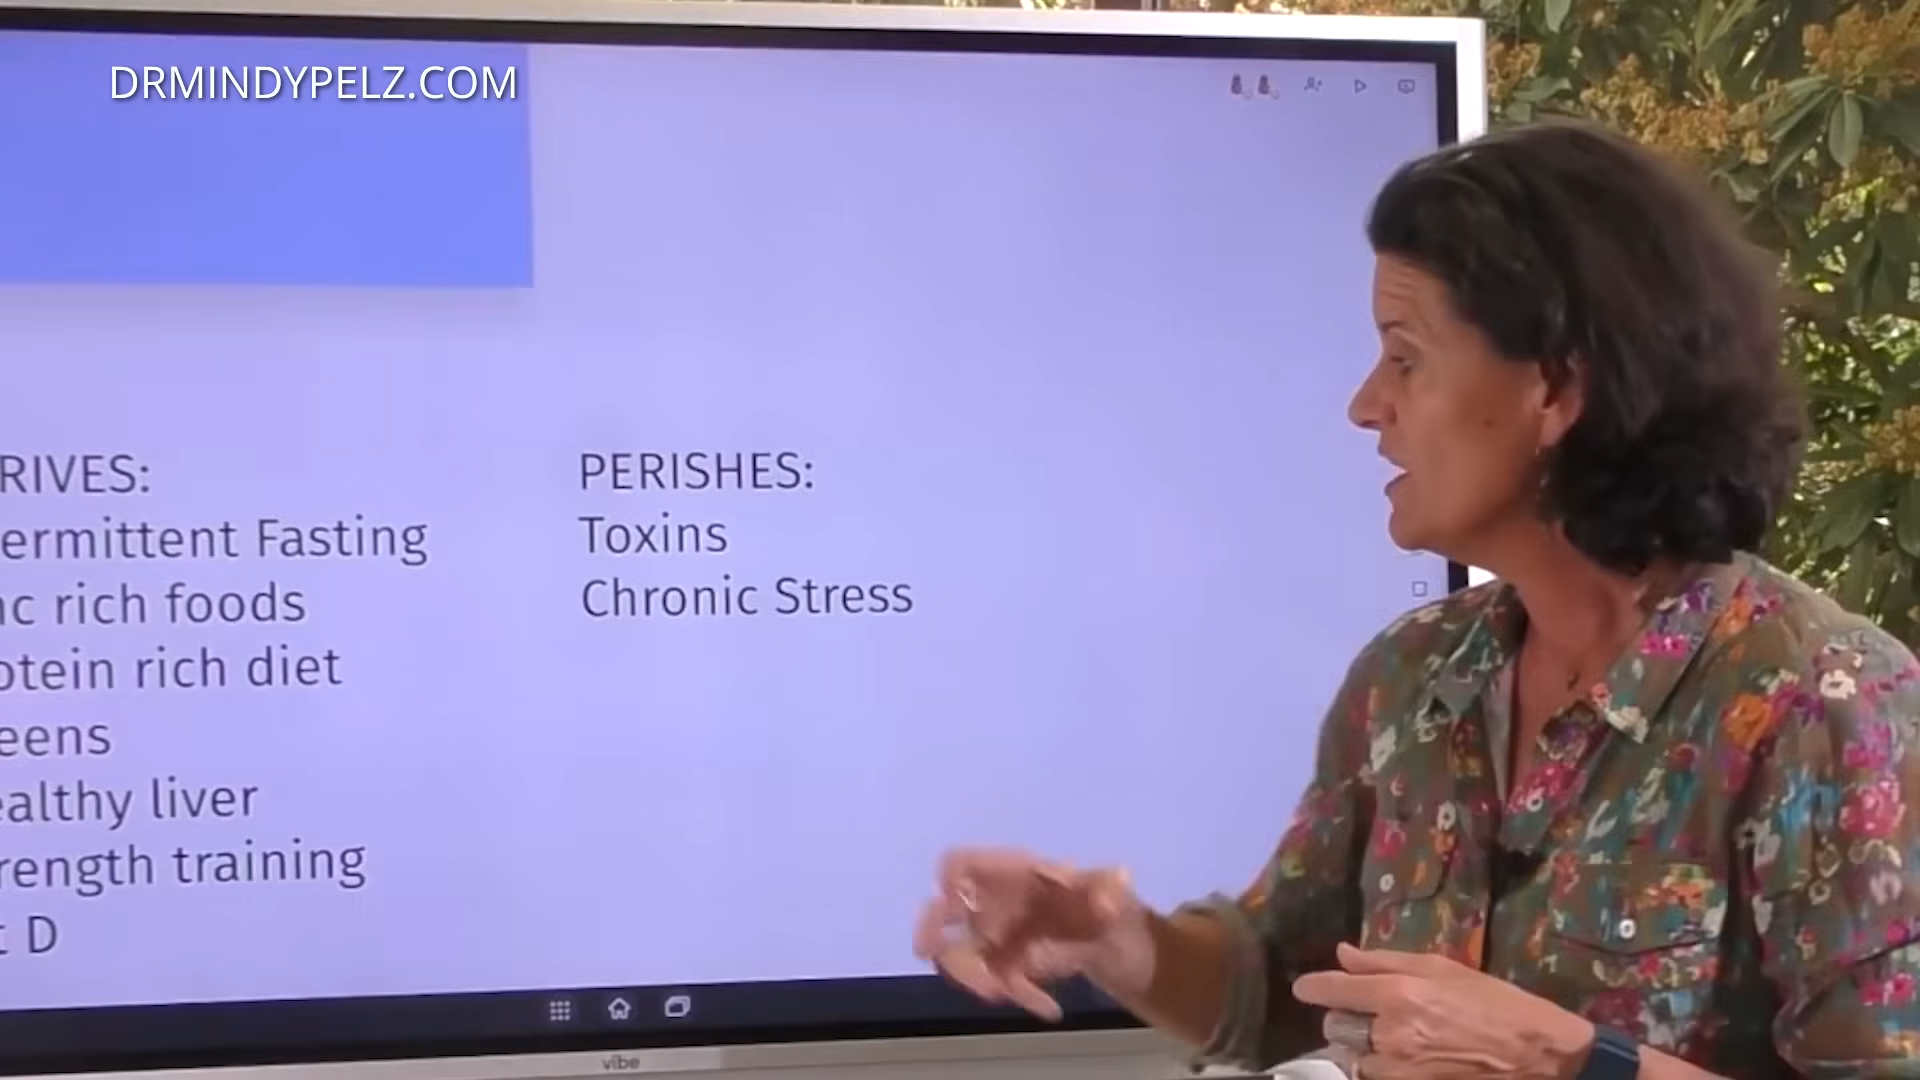 DRMINDYPELZ.COM
RIVES:
ermittent Fasting
nc rich foods
otein rich diet
eens
ealthy liver
rength training
t D
PERISHES:
Toxins
Chronic Stress
vibe